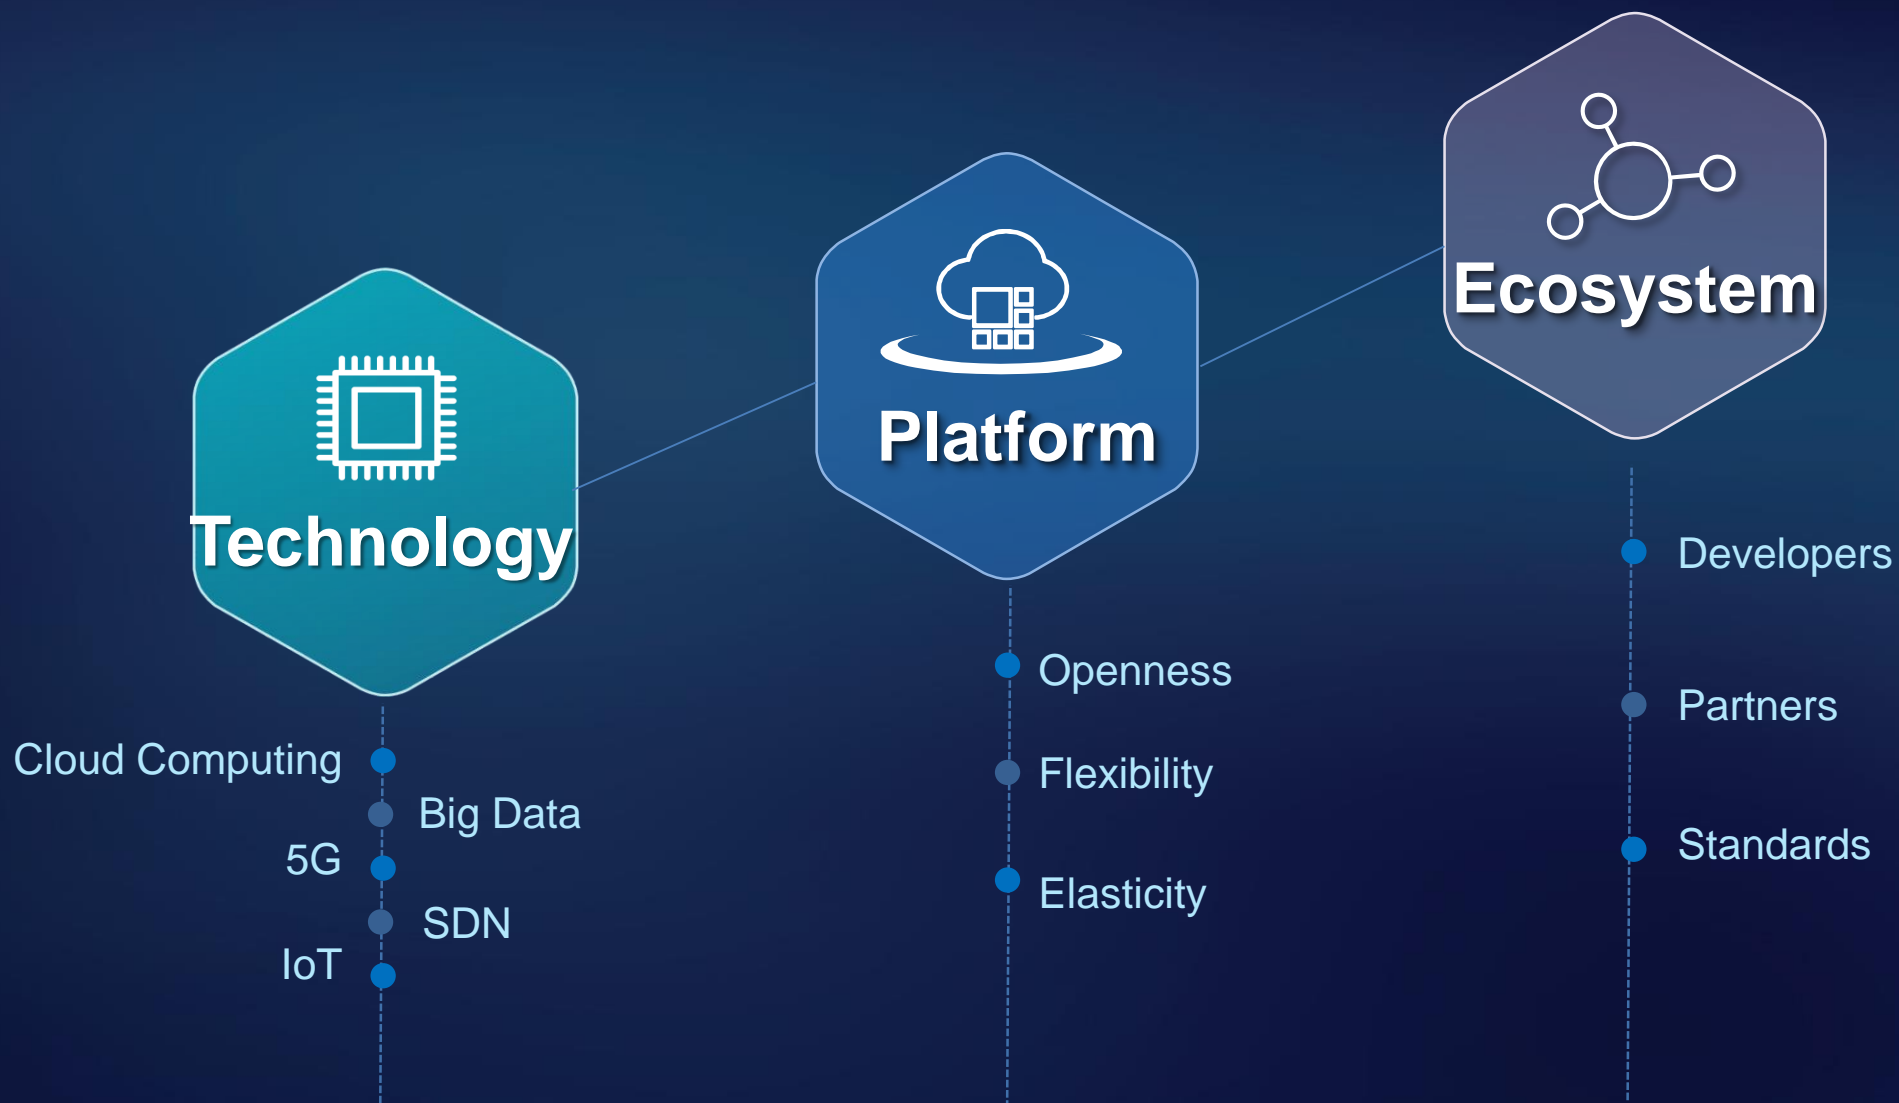 Technology
Cloud Computing
Big Data
5G
SDN
IoT
Platform
Openness
Flexibility
Elasticity
Ecosystem
Developers
Partners
Standards